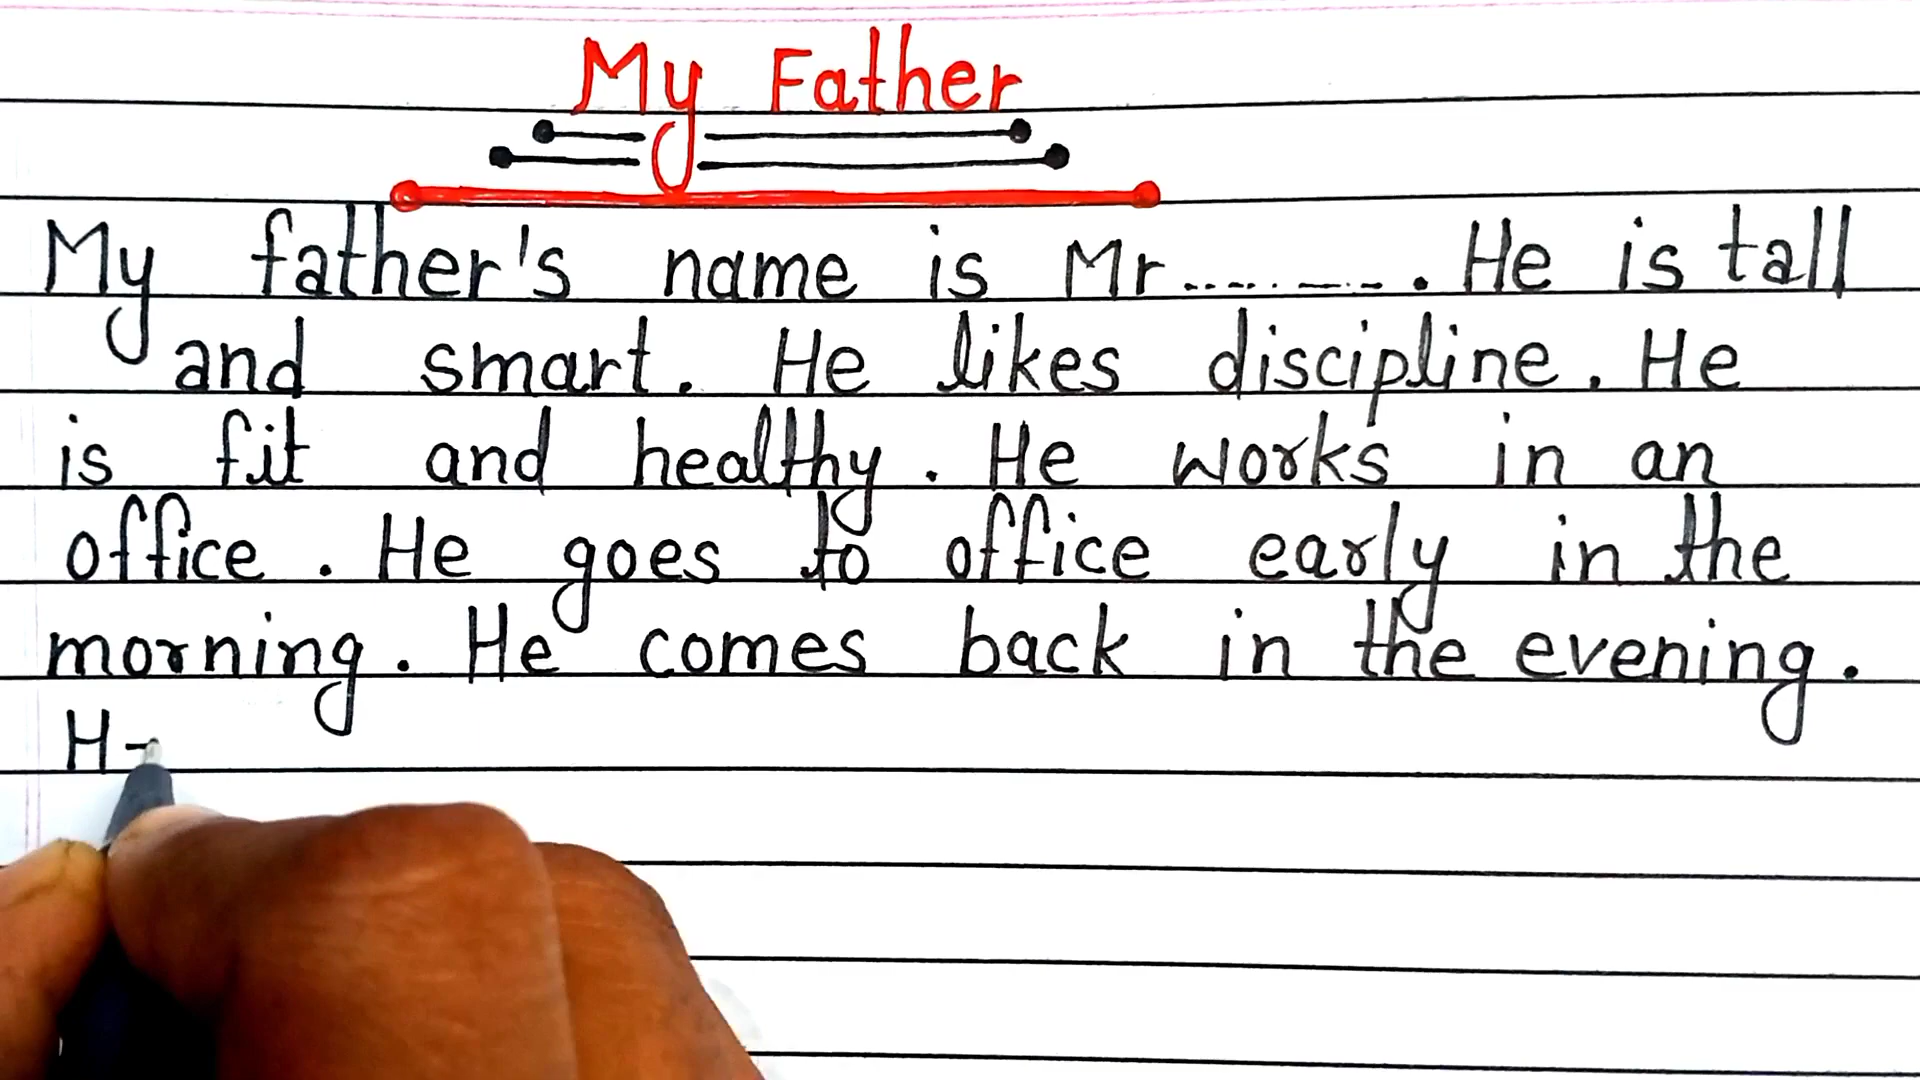 My Father
My father's name is Mr.......... . He is tall
and smart. He likes discipline. He
is fit and healthy. He works in an
office. He goes to office early in the
morning. He comes back in the evening.
H